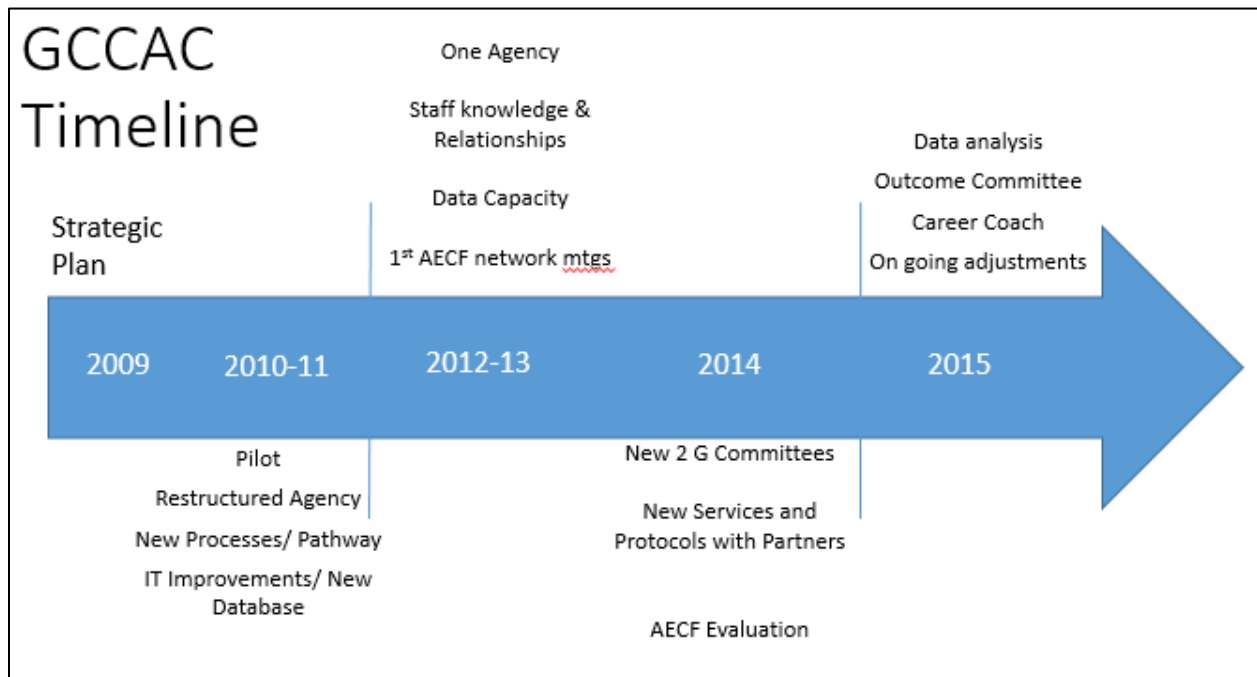 GCCAC
Timeline
One Agency
Staff knowledge &
Relationships
Data Capacity
1st AECF network mtgs
Data analysis
Outcome Committee
Career Coach
On going adjustments
Strategic
Plan
2009
2010-11
2012-13
2014
2015
Pilot
Restructured Agency
New Processes/ Pathway
IT Improvements/ New
Database
New 2 G Committees
New Services and
Protocols with Partners
AECF Evaluation